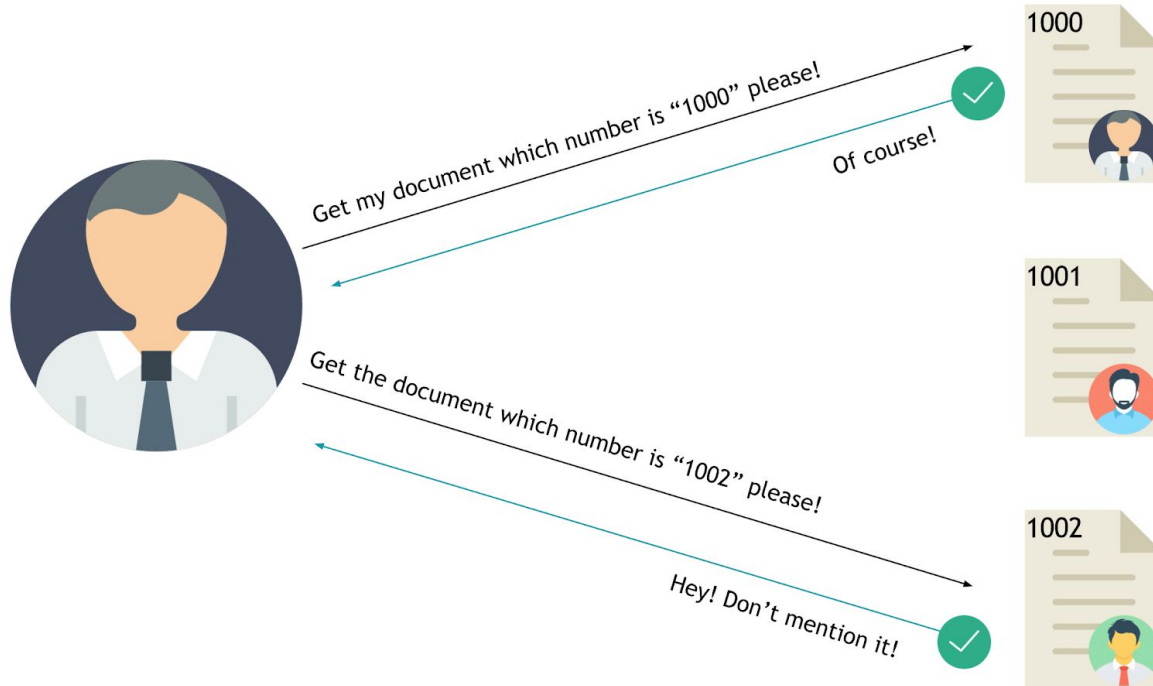 1000
Get my document which number is “1000” please!
Of course!
1001
Get the document which number is “1002” please!
1002
Hey! Don’t mention it!